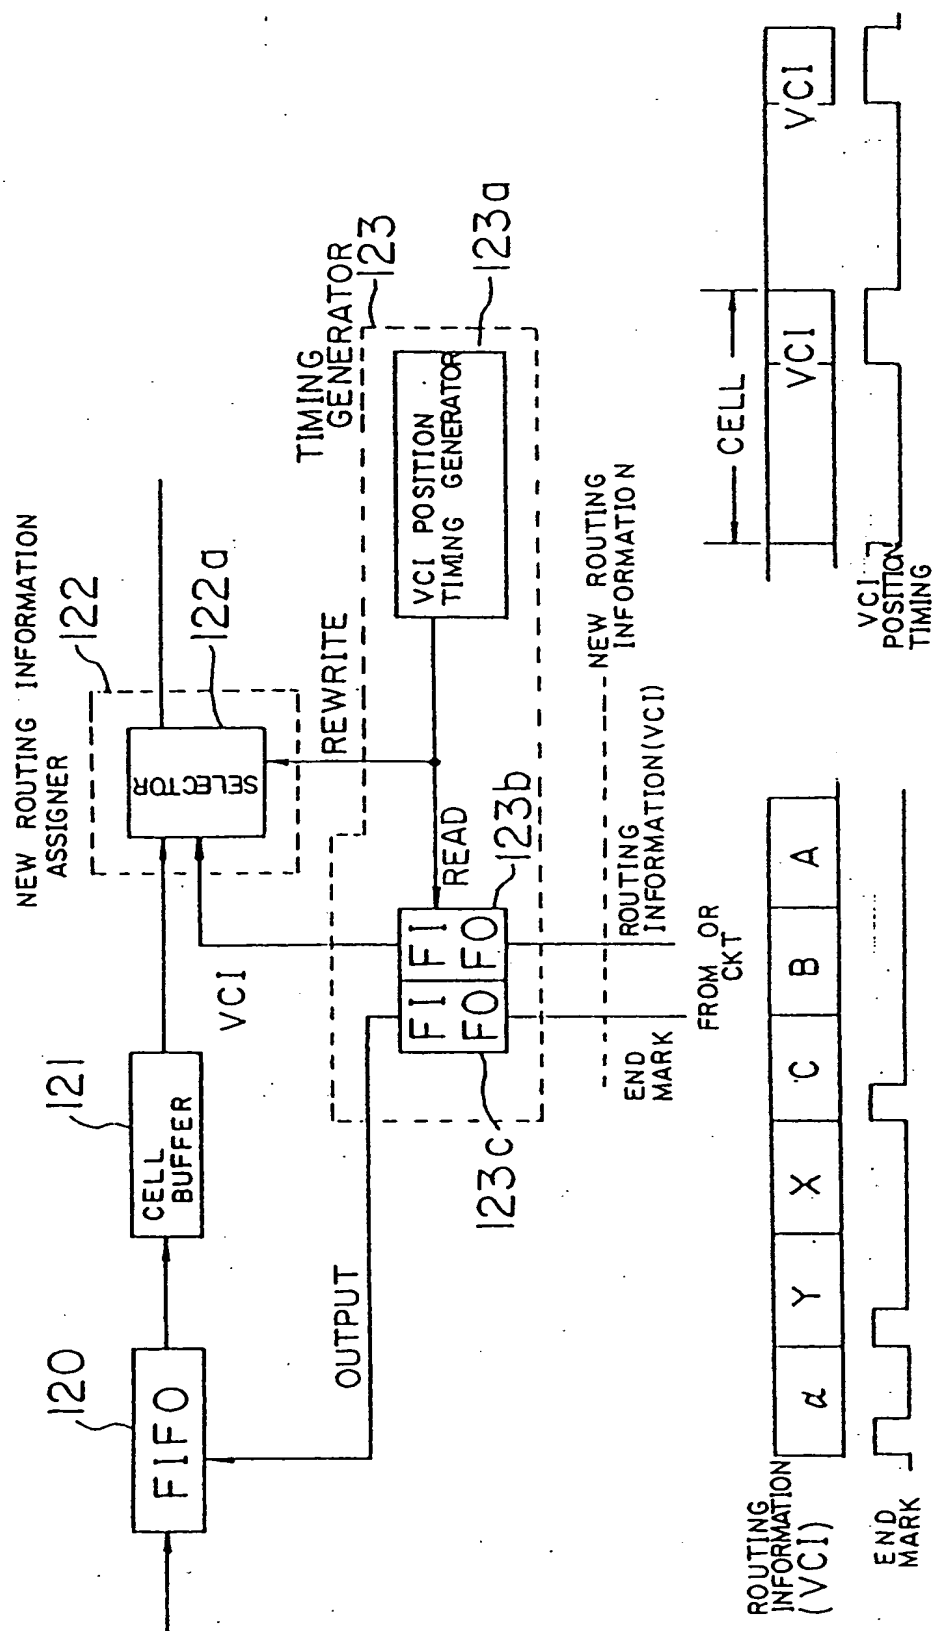 120
FIFO
121
CELL
BUFFER
NEW ROUTING INFORMATION
ASSIGNER
122
122a
SELECTOR
VCI
REWRITE
OUTPUT
TIMING
GENERATOR
123
VCI POSITION
TIMING GENERATOR
123a
READ
FI
FO
FI
FO
123b
123c
END
MARK
ROUTING
INFORMATION(VCI)
NEW ROUTING
INFORMATION
FROM OR
CKT
ROUTING
INFORMATION
(VCI)
α
Y
X
C
B
A
END
MARK
CELL
VCI
VCI
VCI
POSITION
TIMING